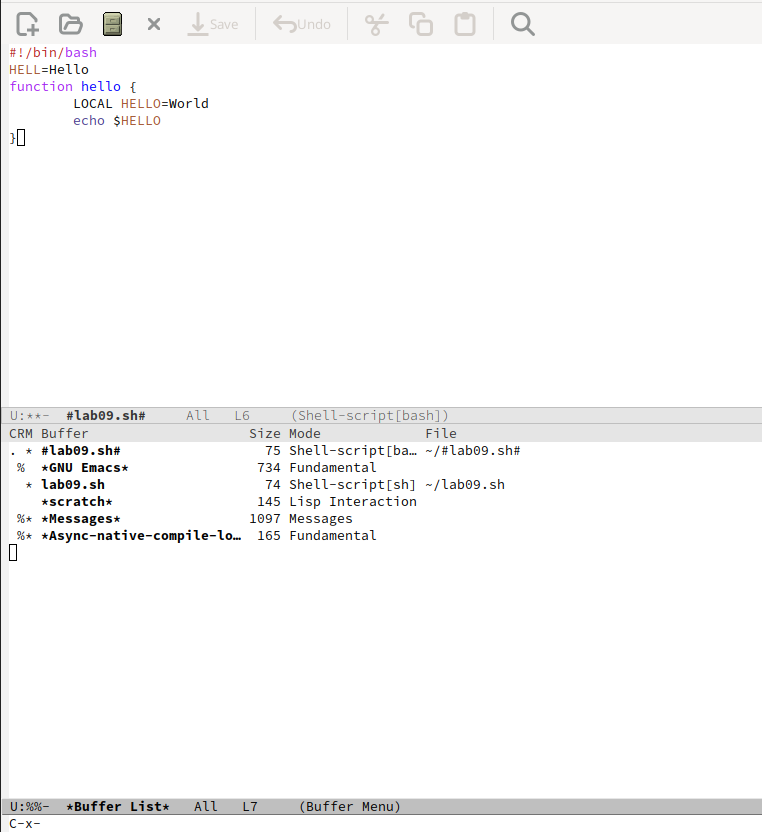 Save Undo
#!/bin/bash
HELL=Hello
function hello {
        LOCAL HELLO=World
        echo $HELLO
}
U:**-  #lab09.sh#     All   L6     (Shell-script[bash])
CRM Buffer                    Size Mode             File
. * #lab09.sh#                  75 Shell-script[ba… ~/#lab09.sh#
 %  *GNU Emacs*                734 Fundamental
  * lab09.sh                    74 Shell-script[sh] ~/lab09.sh
    *scratch*                  145 Lisp Interaction
 %* *Messages*                1097 Messages
 %* *Async-native-compile-lo…  165 Fundamental
U:%%-  *Buffer List*   All   L7     (Buffer Menu)
C-x-